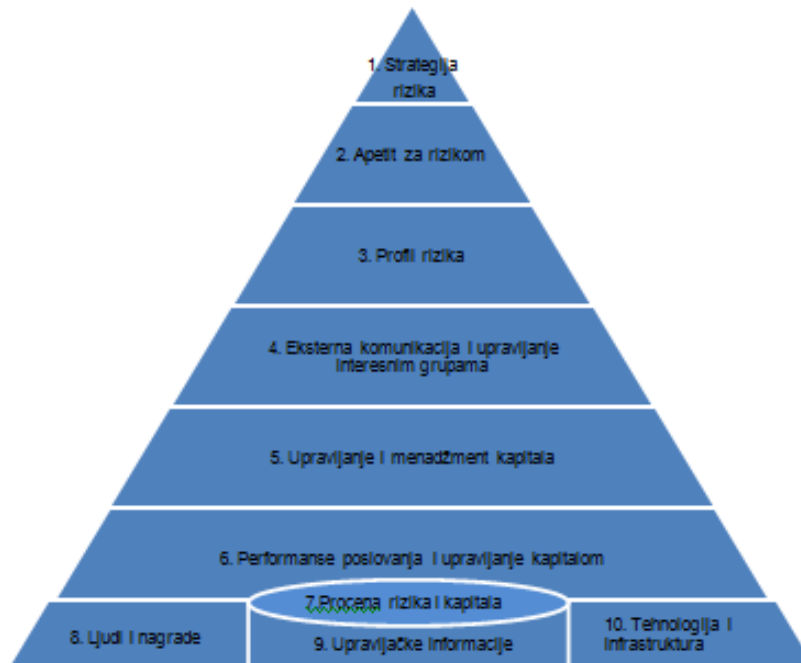 1. Strategija
rizika
2. Apetit za rizikom
3. Profil rizika
4. Eksterna komunikacija i upravljanje
interesnim grupama
5. Upravljanje i menadžment kapitala
6. Performanse poslovanja i upravljanje kapitalom
7.Procena rizika i kapitala
8. Ljudi i nagrade
9. Upravljačke informacije
10. Tehnologija i
infrastruktura